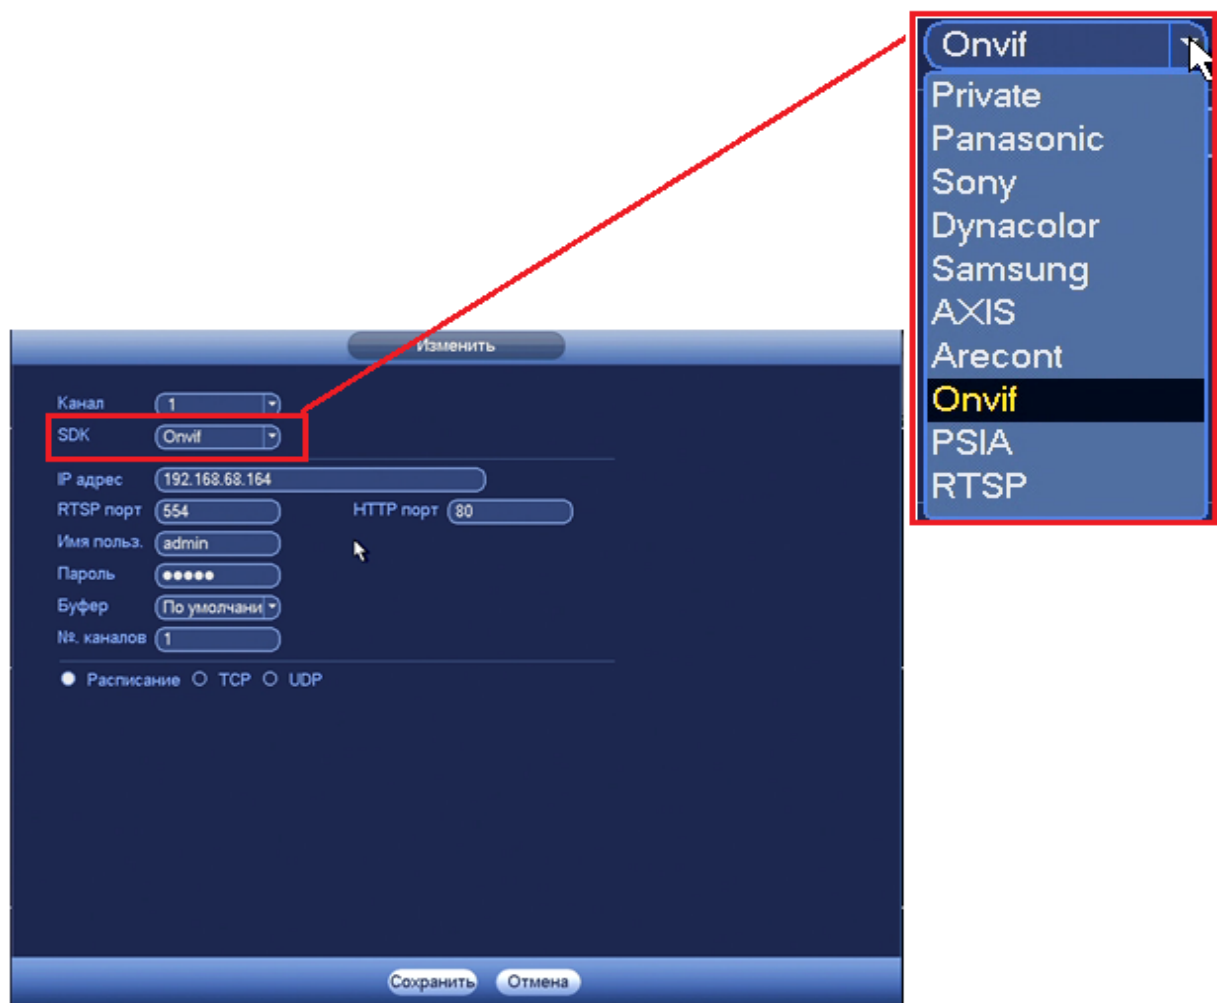 Onvif
Private
Panasonic
Sony
Dynacolor
Samsung
AXIS
Arecont
Onvif
PSIA
RTSP
Изменить
Канал 1
SDK Onvif
IP адрес 192.168.68.164
RTSP порт 554 HTTP порт 80
Имя польз. admin
Пароль ●●●●●
Буфер По умолчани
№. каналов 1
Расписание TCP UDP
Сохранить Отмена